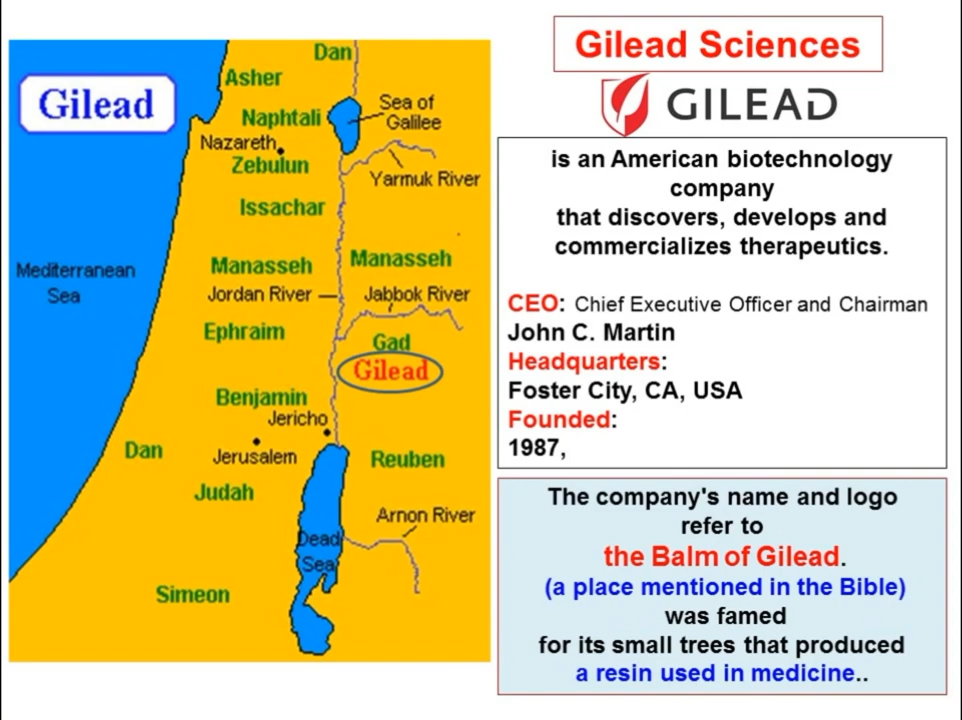 Gilead
Dan
Asher
Naphtali
Sea of
Galilee
Nazareth
Zebulun
Yarmuk River
Issachar
Mediterranean
Sea
Manasseh
Manasseh
Jordan River
Jabbok River
Ephraim
Gad
Gilead
Benjamin
Jericho
Dan
Jerusalem
Reuben
Judah
Arnon River
Dead
Sea
Simeon
Gilead Sciences
GILEAD
is an American biotechnology
company
that discovers, develops and
commercializes therapeutics.
CEO: Chief Executive Officer and Chairman
John C. Martin
Headquarters:
Foster City, CA, USA
Founded:
1987,
The company's name and logo
refer to
the Balm of Gilead.
(a place mentioned in the Bible)
was famed
for its small trees that produced
a resin used in medicine..